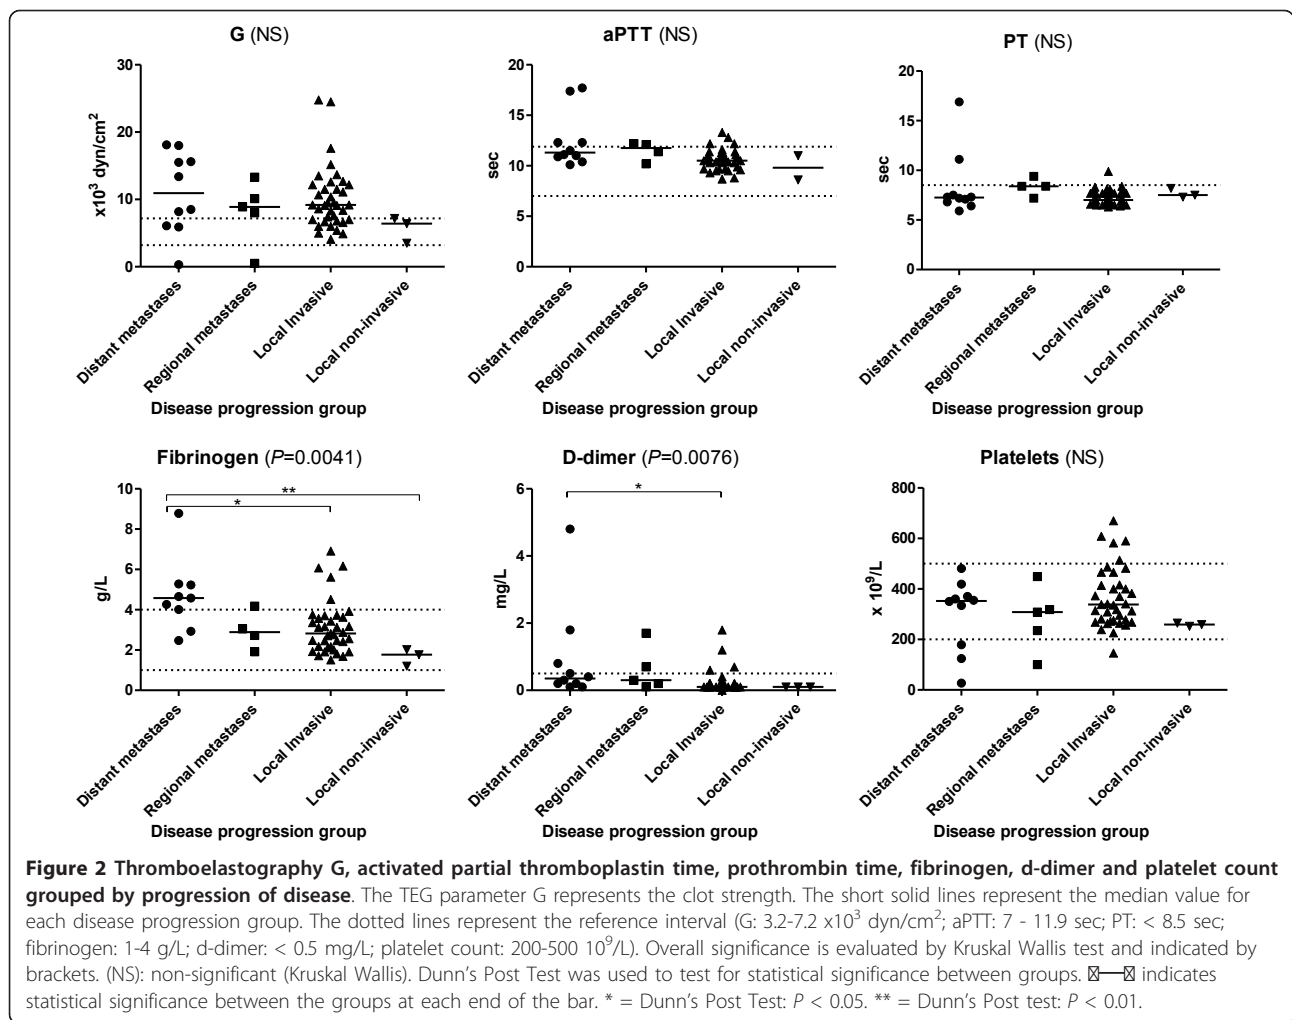 G (NS)
30
20
10
0
x10³ dyn/cm²
Distant metastases
Regional metastases
Local Invasive
Local non-invasive
Disease progression group
aPTT (NS)
20
15
10
5
0
sec
Distant metastases
Regional metastases
Local Invasive
Local non-invasive
Disease progression group
PT (NS)
20
15
10
5
0
sec
Distant metastases
Regional metastases
Local Invasive
Local non-invasive
Disease progression group
Fibrinogen (P=0.0041)
**
*
10
8
6
4
2
0
g/L
Distant metastases
Regional metastases
Local Invasive
Local non-invasive
Disease progression group
D-dimer (P=0.0076)
*
6
4
2
0
mg/L
Distant metastases
Regional metastases
Local Invasive
Local non-invasive
Disease progression group
Platelets (NS)
800
600
400
200
0
x 10⁹/L
Distant metastases
Regional metastases
Local Invasive
Local non-invasive
Disease progression group
Figure 2 Thromboelastography G, activated partial thromboplastin time, prothrombin time, fibrinogen, d-dimer and platelet count
grouped by progression of disease. The TEG parameter G represents the clot strength. The short solid lines represent the median value for
each disease progression group. The dotted lines represent the reference interval (G: 3.2-7.2 x10³ dyn/cm²; aPTT: 7 - 11.9 sec; PT: < 8.5 sec;
fibrinogen: 1-4 g/L; d-dimer: < 0.5 mg/L; platelet count: 200-500 10⁹/L). Overall significance is evaluated by Kruskal Wallis test and indicated by
brackets. (NS): non-significant (Kruskal Wallis). Dunn's Post Test was used to test for statistical significance between groups. ☒—☒ indicates
statistical significance between the groups at each end of the bar. * = Dunn's Post Test: P < 0.05. ** = Dunn's Post test: P < 0.01.